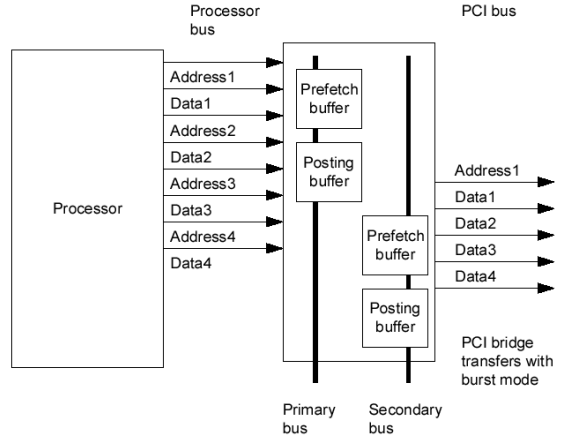 Processor
bus
PCI bus
Processor
Address1
Data1
Address2
Data2
Address3
Data3
Address4
Data4
Prefetch
buffer
Posting
buffer
Prefetch
buffer
Posting
buffer
Address1
Data1
Data2
Data3
Data4
PCI bridge
transfers with
burst mode
Primary
bus
Secondary
bus